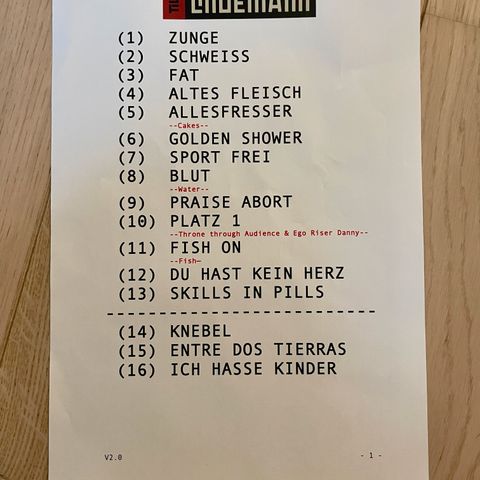 TILL
LINDEMANN
(1) ZUNGE
(2) SCHWEISS
(3) FAT
(4) ALTES FLEISCH
(5) ALLESFRESSER
--Cakes--
(6) GOLDEN SHOWER
(7) SPORT FREI
(8) BLUT
--Water--
(9) PRAISE ABORT
(10) PLATZ 1
--Throne through Audience & Ego Riser Danny--
(11) FISH ON
--Fish—
(12) DU HAST KEIN HERZ
(13) SKILLS IN PILLS
(14) KNEBEL
(15) ENTRE DOS TIERRAS
(16) ICH HASSE KINDER
V2.0 - 1 -